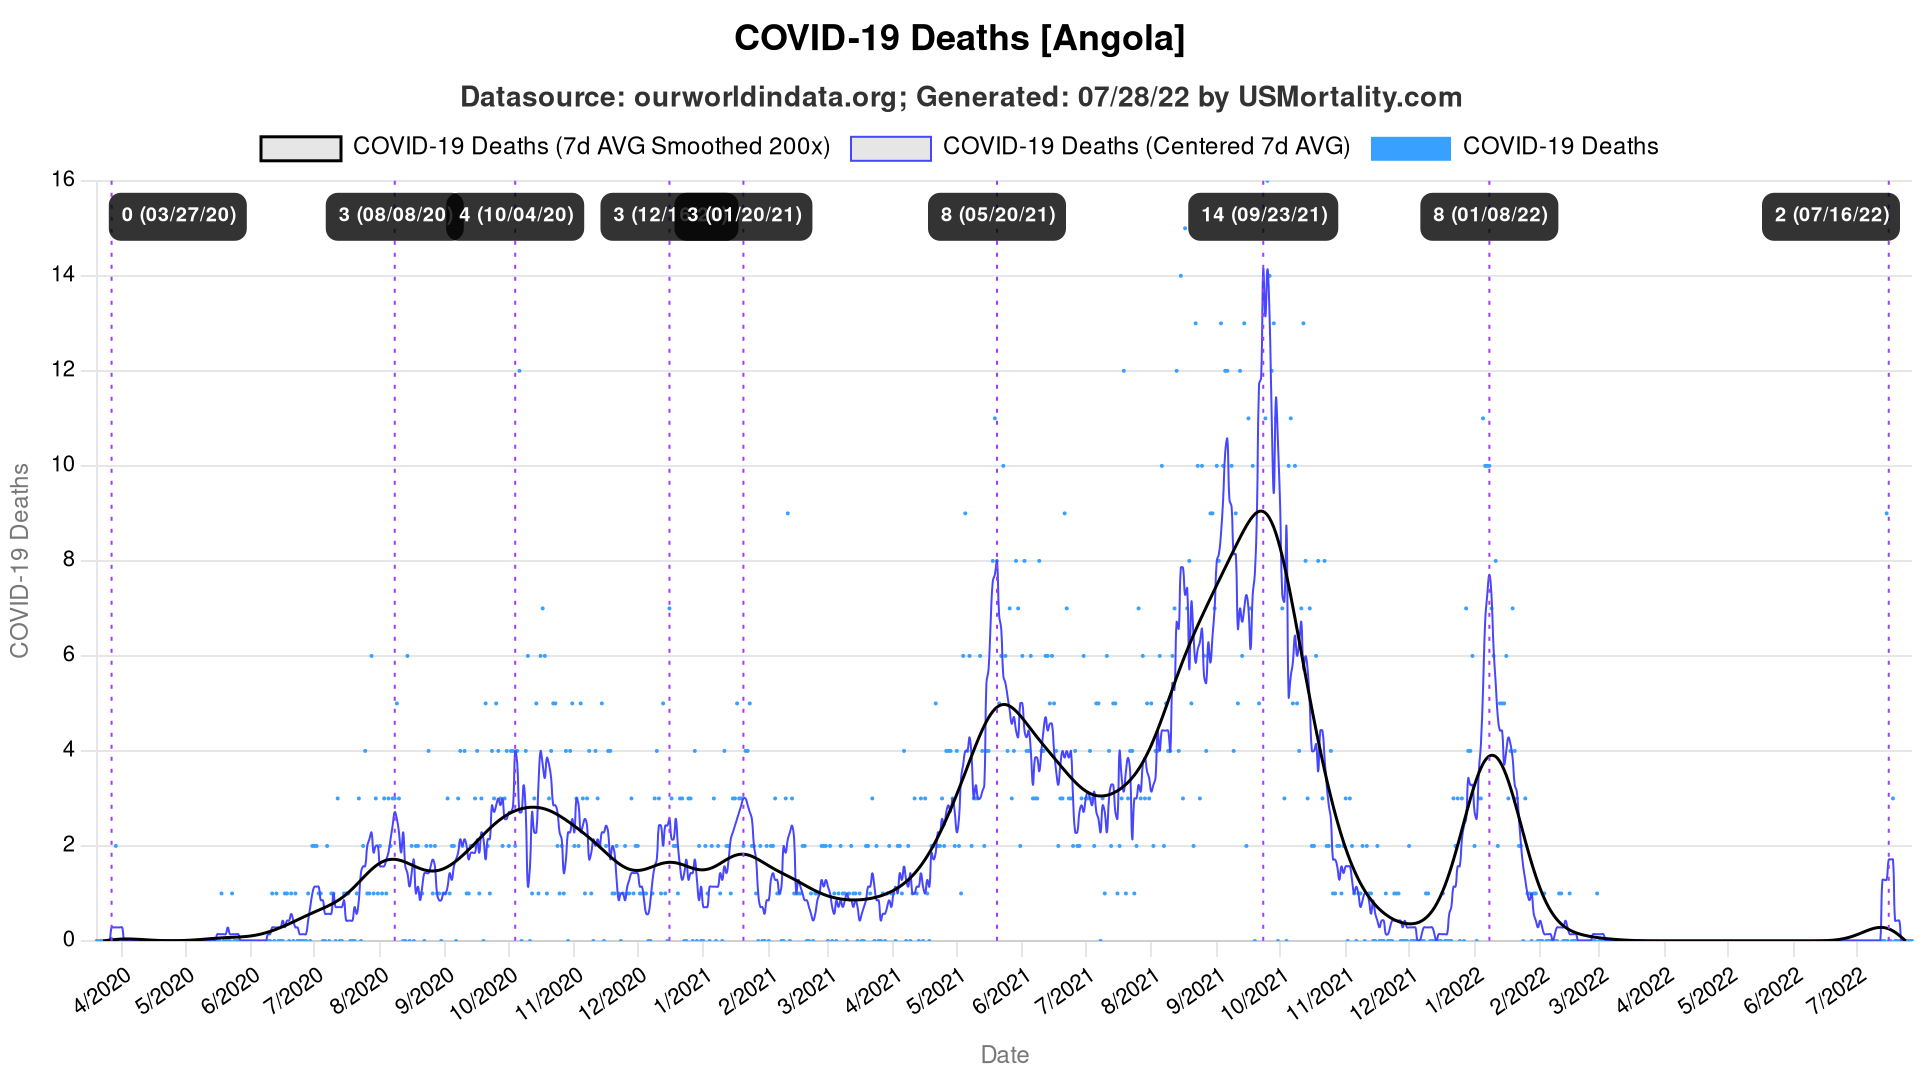 COVID-19 Deaths [Angola]
Datasource: ourworldindata.org; Generated: 07/28/22 by USMortality.com
COVID-19 Deaths (7d AVG Smoothed 200x) COVID-19 Deaths (Centered 7d AVG) COVID-19 Deaths
0 (03/27/20) 3 (08/08/20) 4 (10/04/20) 3 (12/1 3 (01/20/21) 8 (05/20/21) 14 (09/23/21) 8 (01/08/22) 2 (07/16/22)
16
14
12
10
8
6
4
2
0
COVID-19 Deaths
4/2020 5/2020 6/2020 7/2020 8/2020 9/2020 10/2020 11/2020 12/2020 1/2021 2/2021 3/2021 4/2021 5/2021 6/2021 7/2021 8/2021 9/2021 10/2021 11/2021 12/2021 1/2022 2/2022 3/2022 4/2022 5/2022 6/2022 7/2022
Date